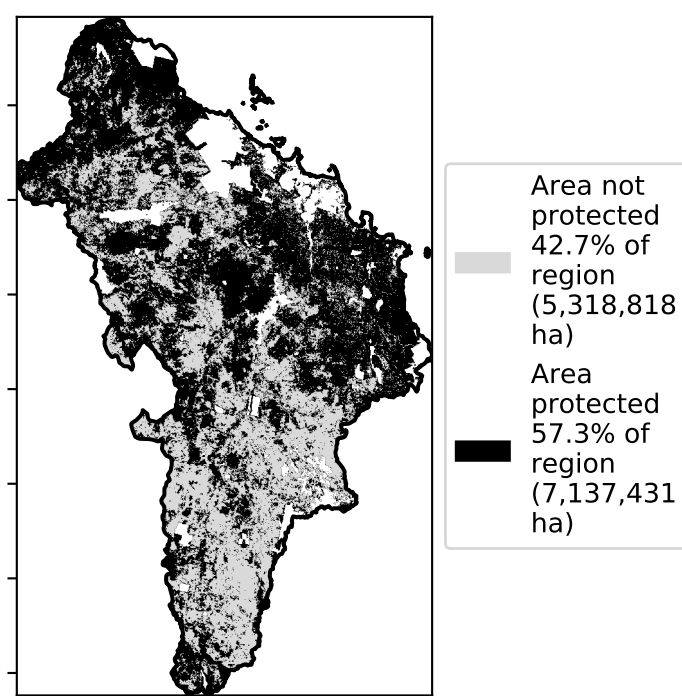 Area not
protected
42.7% of
region
(5,318,818
ha)
Area
protected
57.3% of
region
(7,137,431
ha)